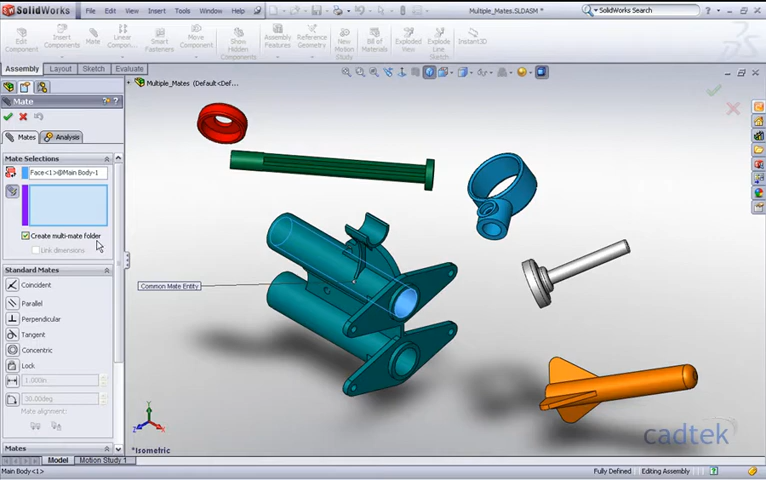 SolidWorks
File Edit View Insert Tools Window Help
Multiple_Mates.SLDASM *
SolidWorks Search
Edit Component
Insert Components
Mate
Linear Compon...
Smart Fasteners
Move Component
Show Hidden Components
Assembly Features
Reference Geometry
New Motion Study
Bill of Materials
Exploded View
Explode Line Sketch
Instant3D
Assembly Layout Sketch Evaluate
Multiple_Mates (Default<Def...
Mate
Mates Analysis
Mate Selections
Face<1>@Main Body-1
Create multi-mate folder
Link dimensions
Standard Mates
Coincident
Parallel
Perpendicular
Tangent
Concentric
Lock
1.000in
30.00deg
Mate alignment:
Mates
Common Mate Entity
Y
X
Z
*Isometric
cadtek
Model Motion Study 1
Main Body<1>
Fully Defined Editing Assembly